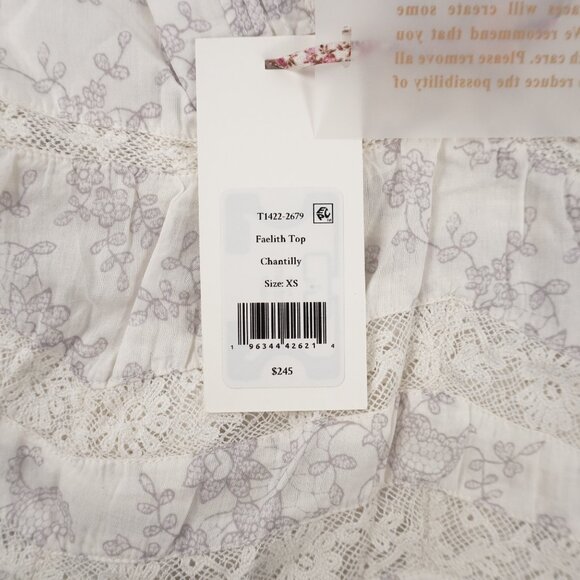 aces will create some
We recommend that you
h care. Please remove all
reduce the possibility of
T1422-2679
Faelith Top
Chantilly
Size: XS
1 96344 42621 4
$245